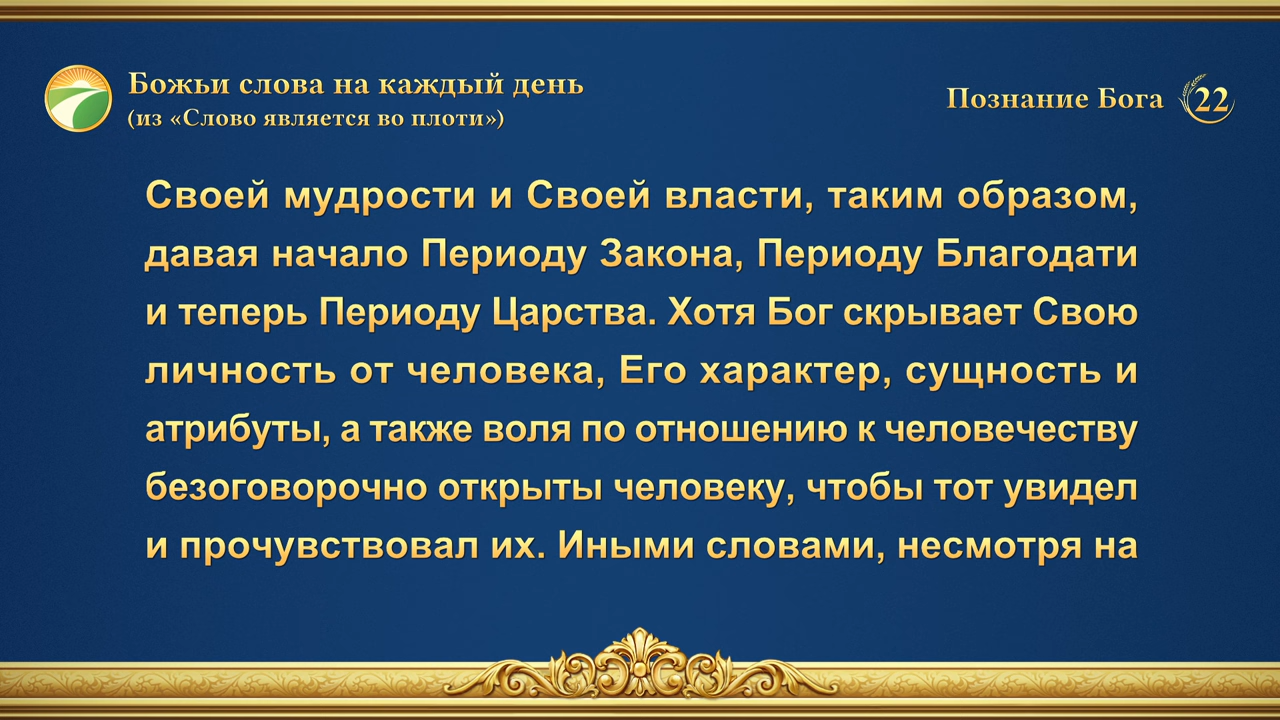 Божьи слова на каждый день
(из «Слово является во плоти»)
Познание Бога 22
Своей мудрости и Своей власти, таким образом,
давая начало Периоду Закона, Периоду Благодати
и теперь Периоду Царства. Хотя Бог скрывает Свою
личность от человека, Его характер, сущность и
атрибуты, а также воля по отношению к человечеству
безоговорочно открыты человеку, чтобы тот увидел
и прочувствовал их. Иными словами, несмотря на